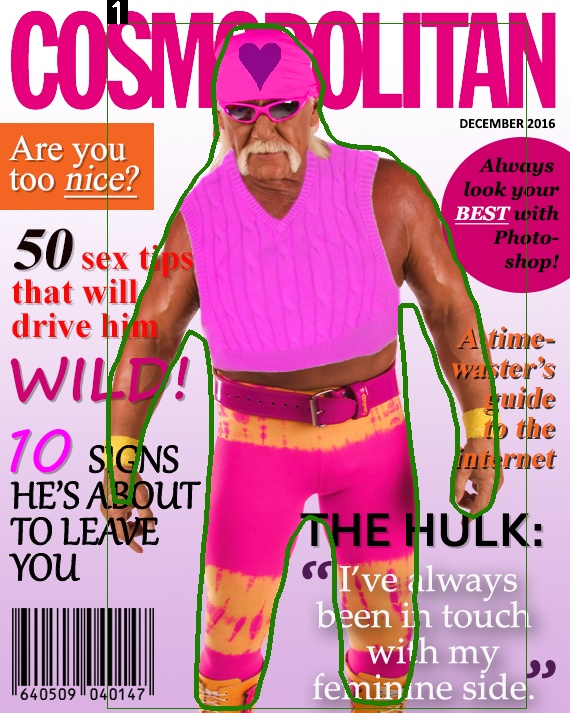 1
COSMOPOLITAN
DECEMBER 2016
Are you
too nice?
Always
look your
BEST with
Photo-
shop!
50 sex tips
that will
drive him
WILD!
A time-
waster's
guide
to the
internet
10 SIGNS
HE'S ABOUT
TO LEAVE
YOU
THE HULK:
“I've always
been in touch
with my
feminine side.”
640509 040147